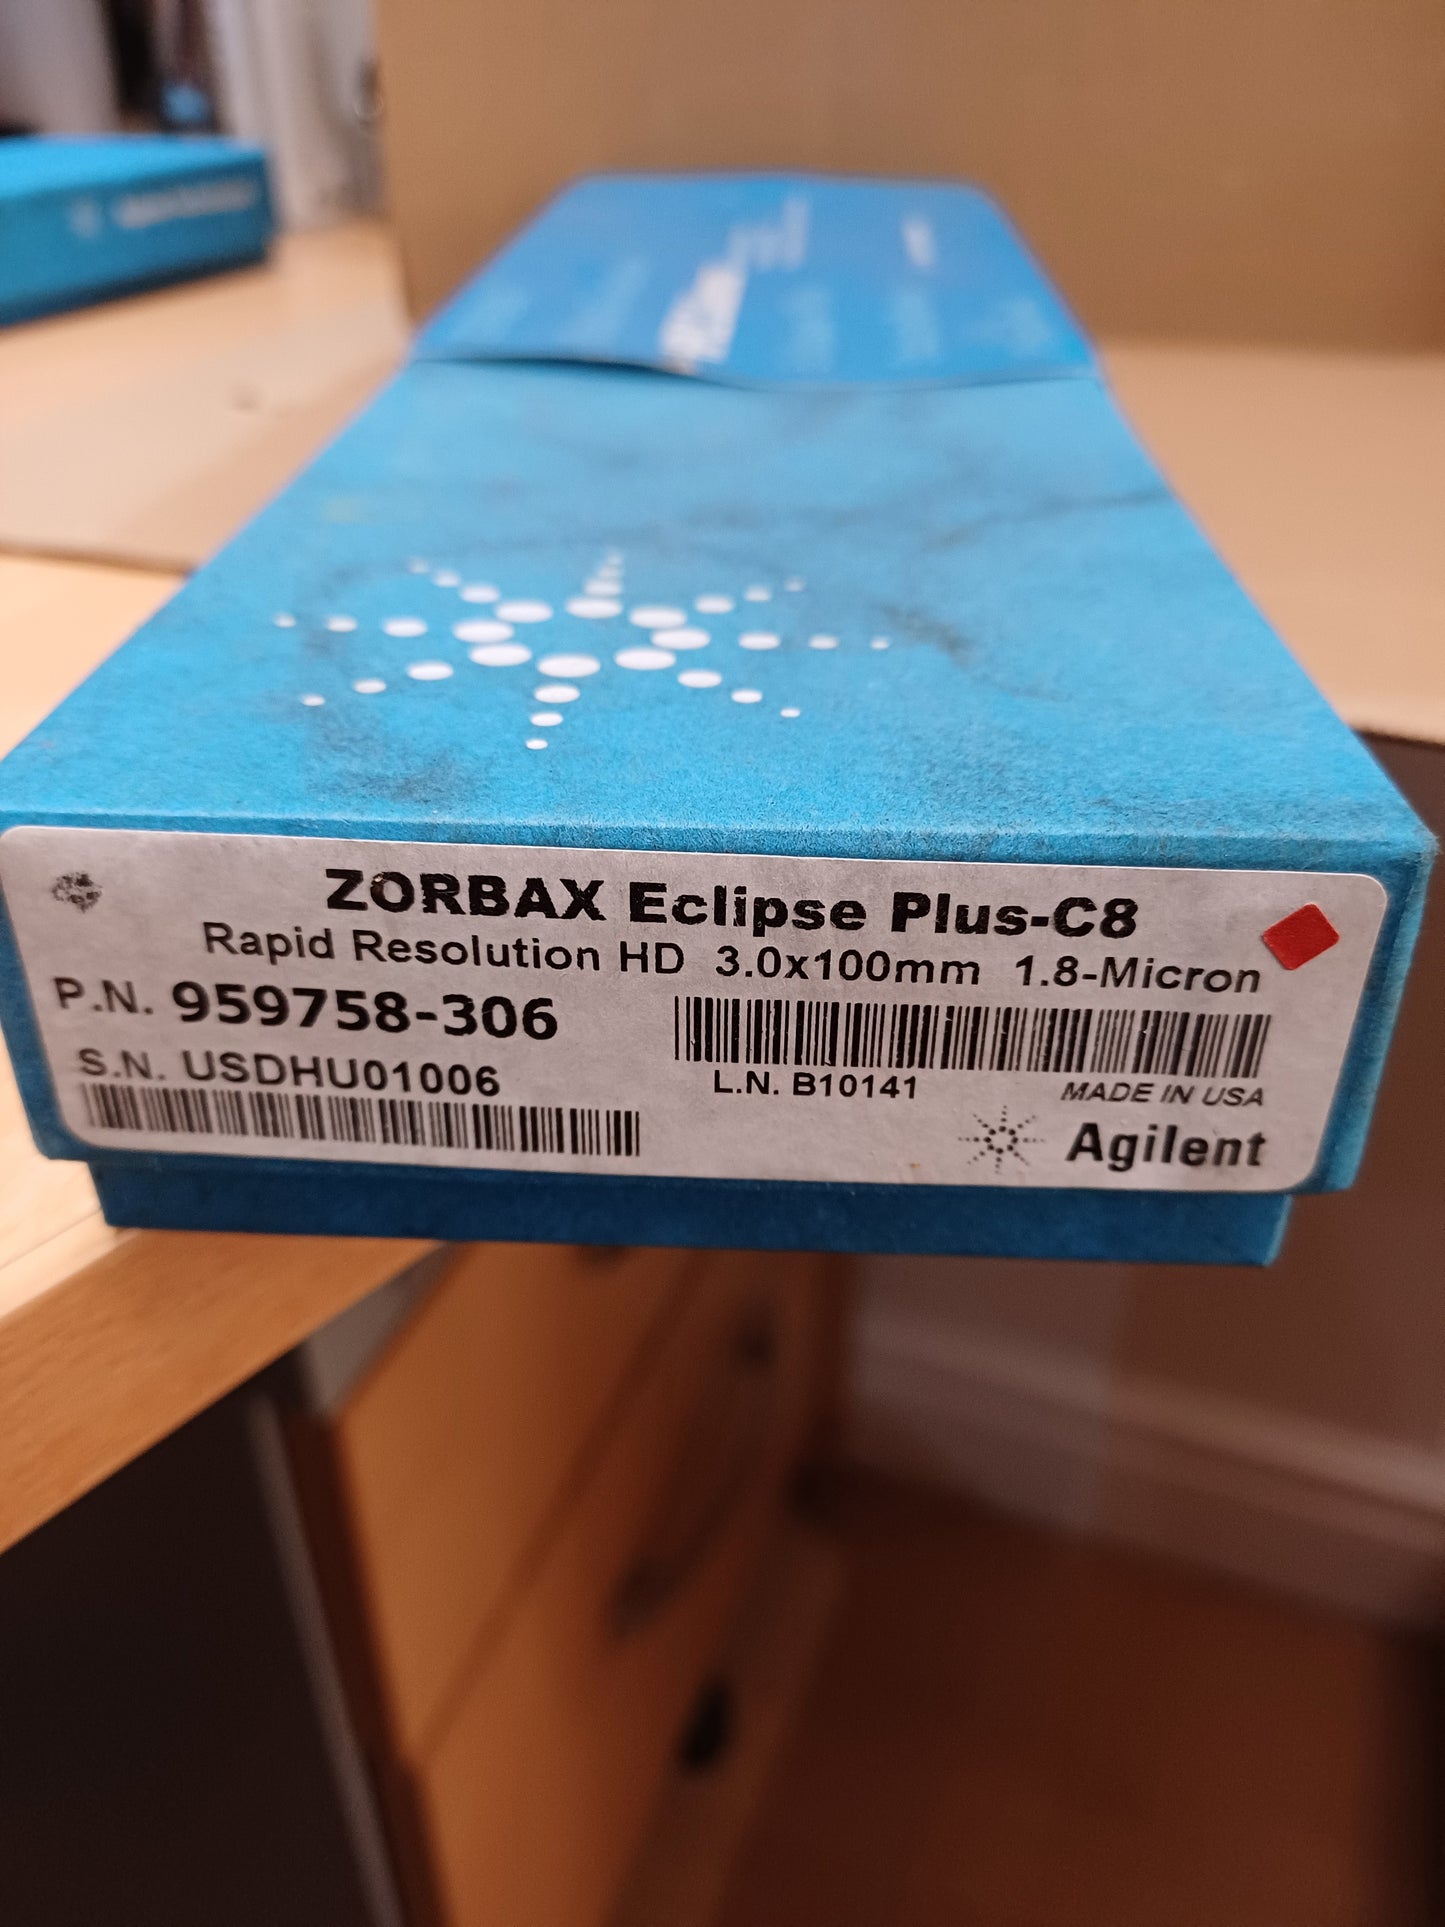 ZORBAX Eclipse Plus-C8
Rapid Resolution HD 3.0x100mm 1.8-Micron
P.N. 959758-306
S.N. USDHU01006
L.N. B10141
MADE IN USA
Agilent